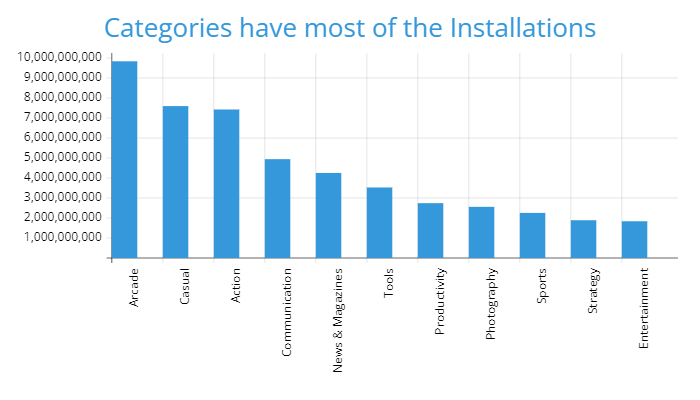 Categories have most of the Installations
10,000,000,000
9,000,000,000
8,000,000,000
7,000,000,000
6,000,000,000
5,000,000,000
4,000,000,000
3,000,000,000
2,000,000,000
1,000,000,000
Arcade
Casual
Action
Communication
News & Magazines
Tools
Productivity
Photography
Sports
Strategy
Entertainment